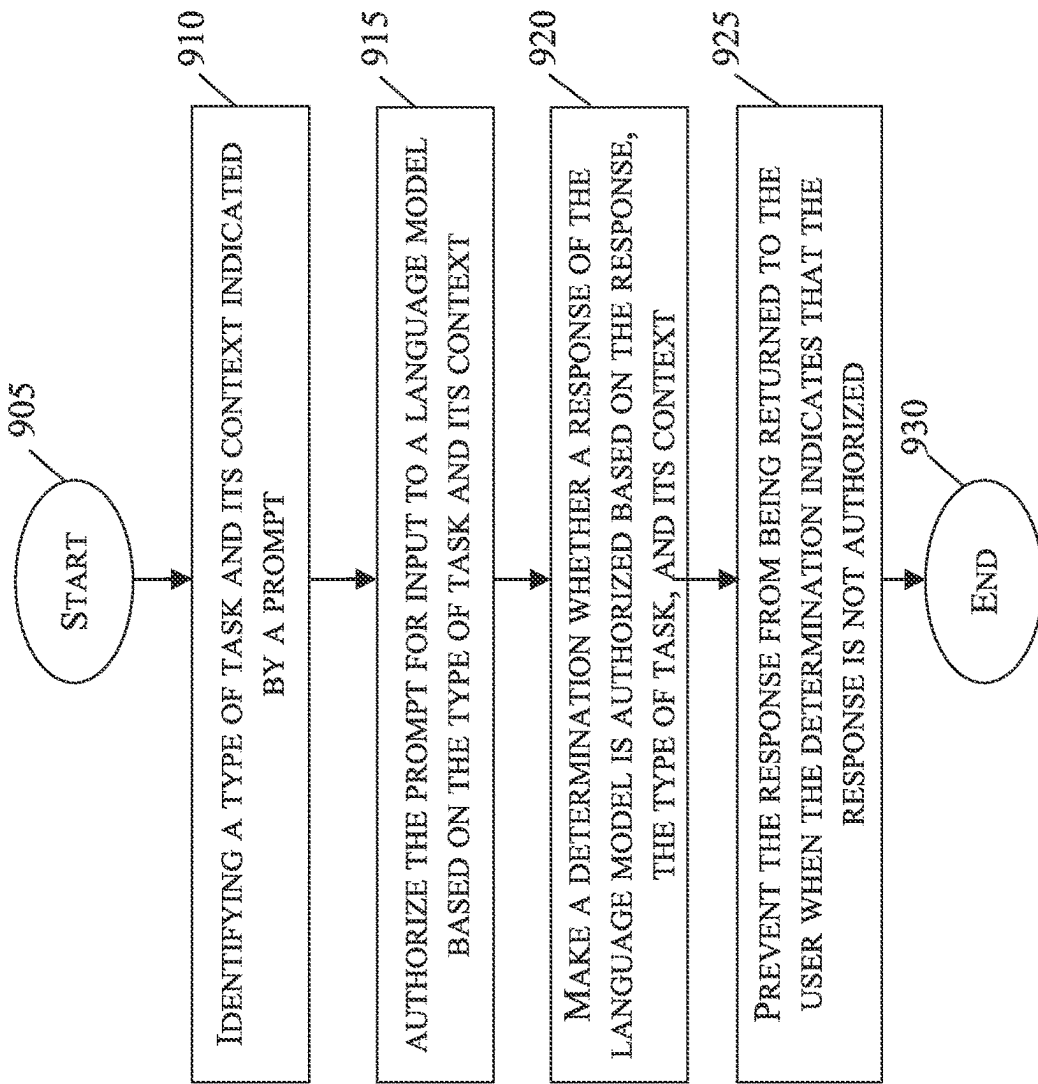 905
START
910
IDENTIFYING A TYPE OF TASK AND ITS CONTEXT INDICATED
BY A PROMPT
915
AUTHORIZE THE PROMPT FOR INPUT TO A LANGUAGE MODEL
BASED ON THE TYPE OF TASK AND ITS CONTEXT
920
MAKE A DETERMINATION WHETHER A RESPONSE OF THE
LANGUAGE MODEL IS AUTHORIZED BASED ON THE RESPONSE,
THE TYPE OF TASK, AND ITS CONTEXT
925
PREVENT THE RESPONSE FROM BEING RETURNED TO THE
USER WHEN THE DETERMINATION INDICATES THAT THE
RESPONSE IS NOT AUTHORIZED
930
END